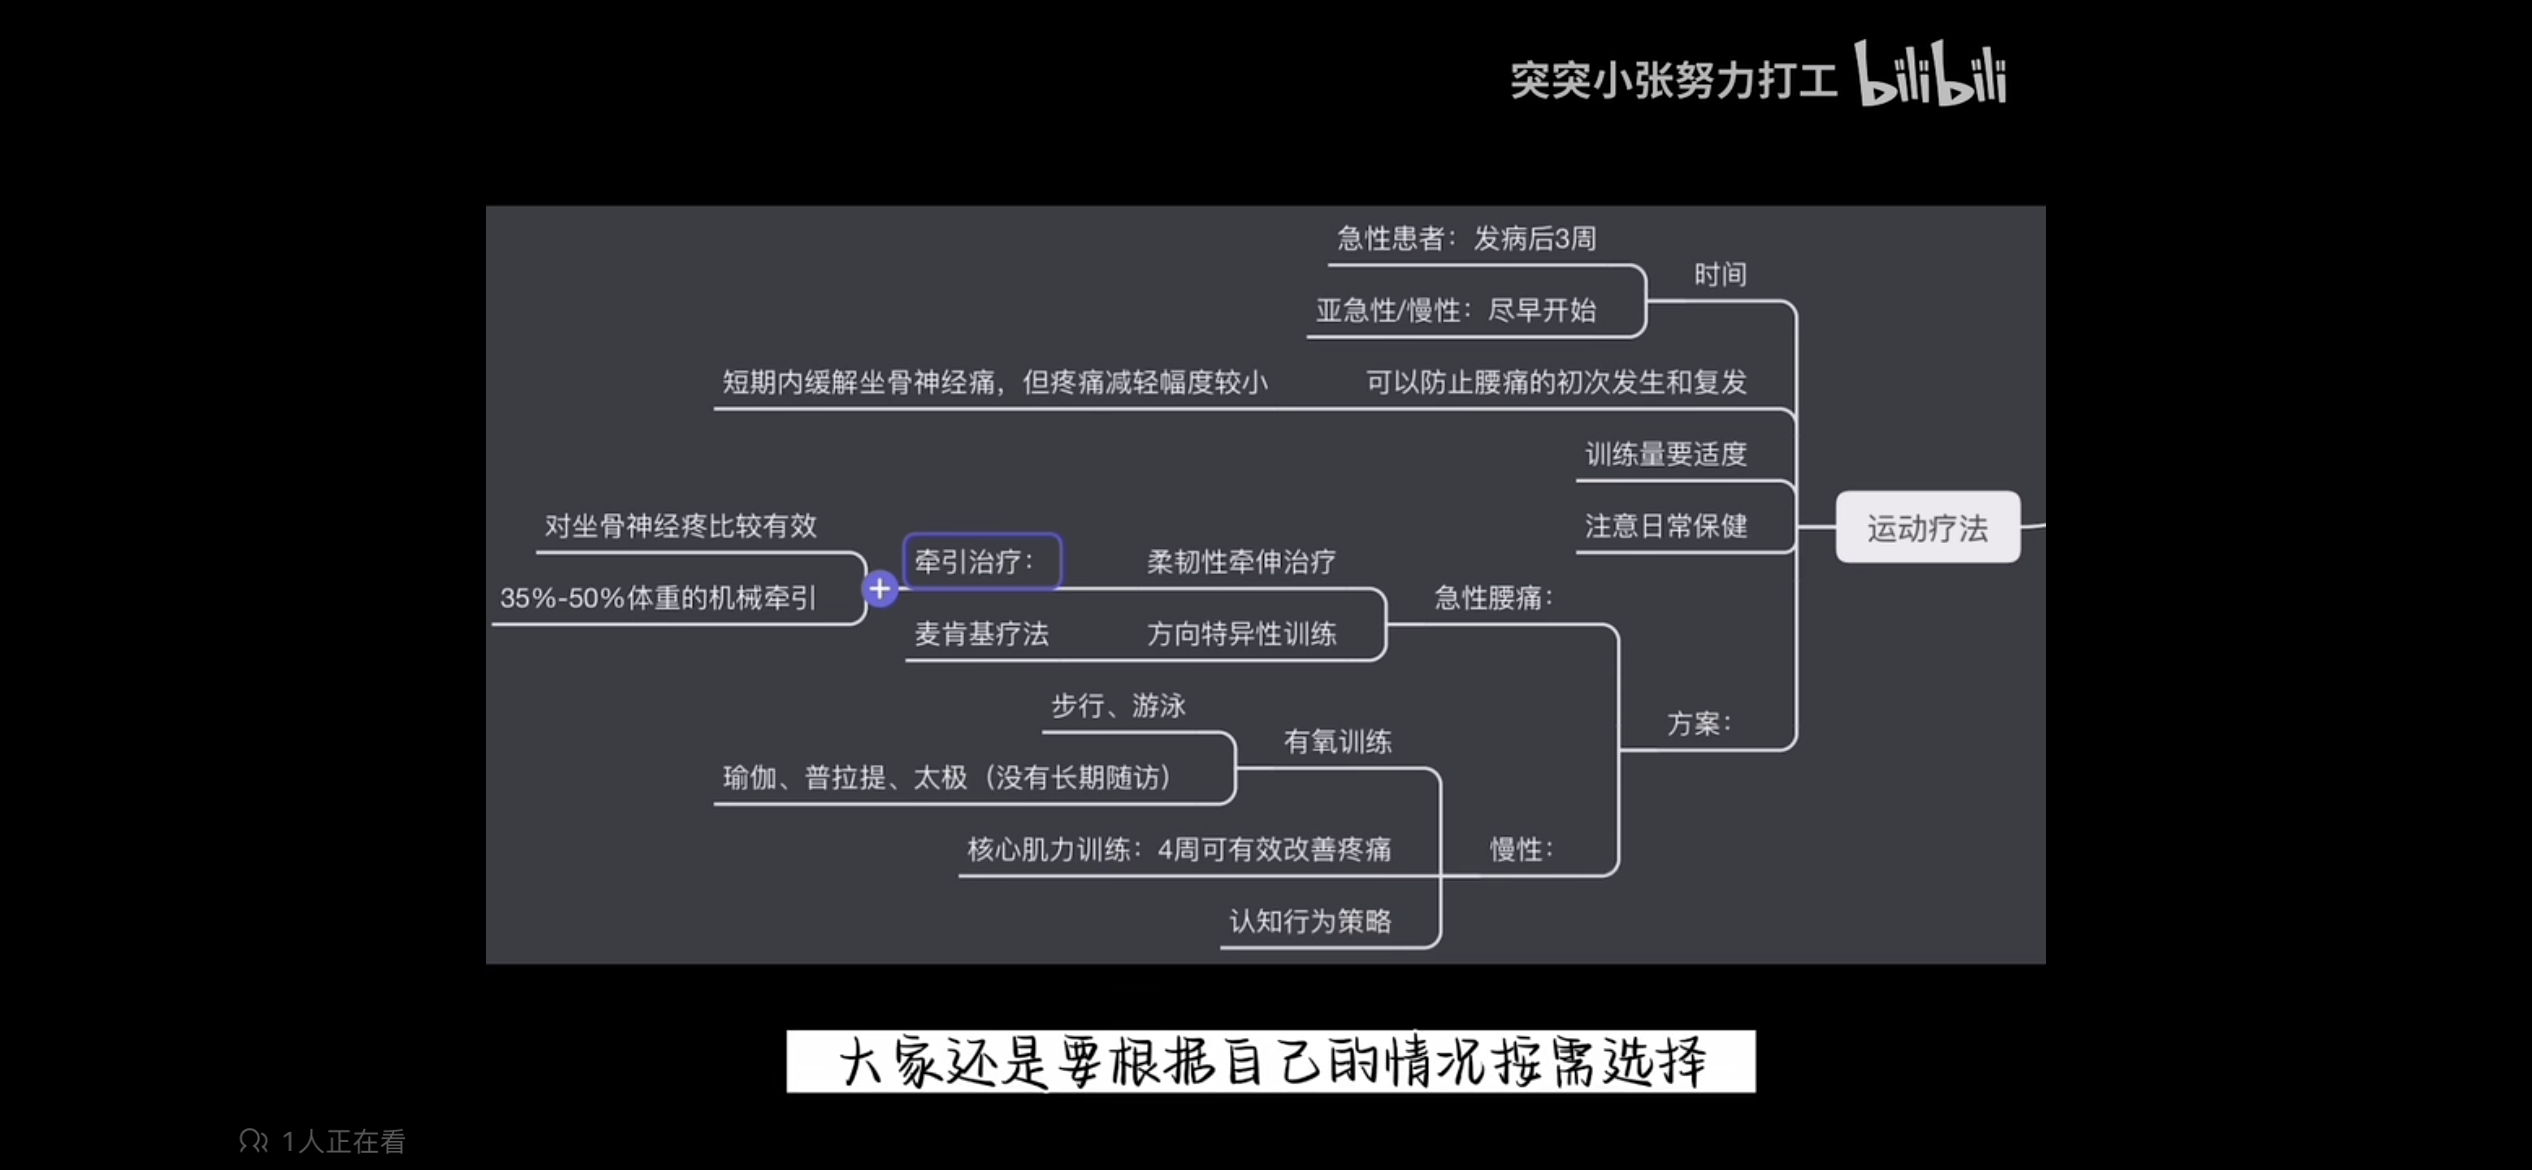 突突小张努力打工 bilibili
急性患者：发病后3周
时间
亚急性/慢性：尽早开始
短期内缓解坐骨神经痛，但疼痛减轻幅度较小
可以防止腰痛的初次发生和复发
训练量要适度
注意日常保健
运动疗法
对坐骨神经疼比较有效
牵引治疗：
柔韧性牵伸治疗
35%-50%体重的机械牵引
急性腰痛：
麦肯基疗法
方向特异性训练
步行、游泳
方案：
有氧训练
瑜伽、普拉提、太极（没有长期随访）
核心肌力训练：4周可有效改善疼痛
慢性：
认知行为策略
大家还是要根据自己的情况按需选择
1人正在看